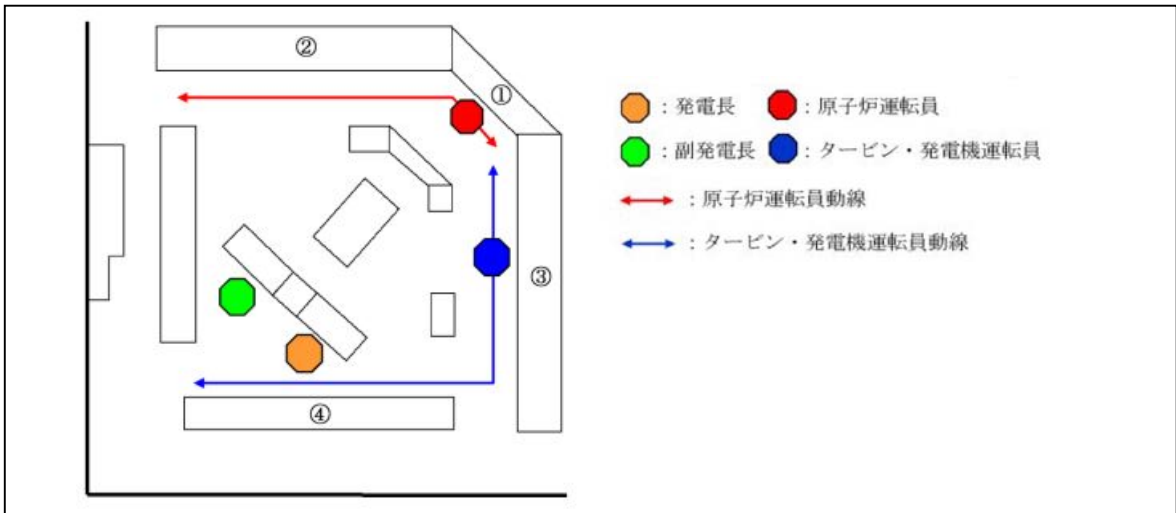 ②
①
③
④
：発電長 ：原子炉運転員
：副発電長 ：タービン・発電機運転員
：原子炉運転員動線
：タービン・発電機運転員動線